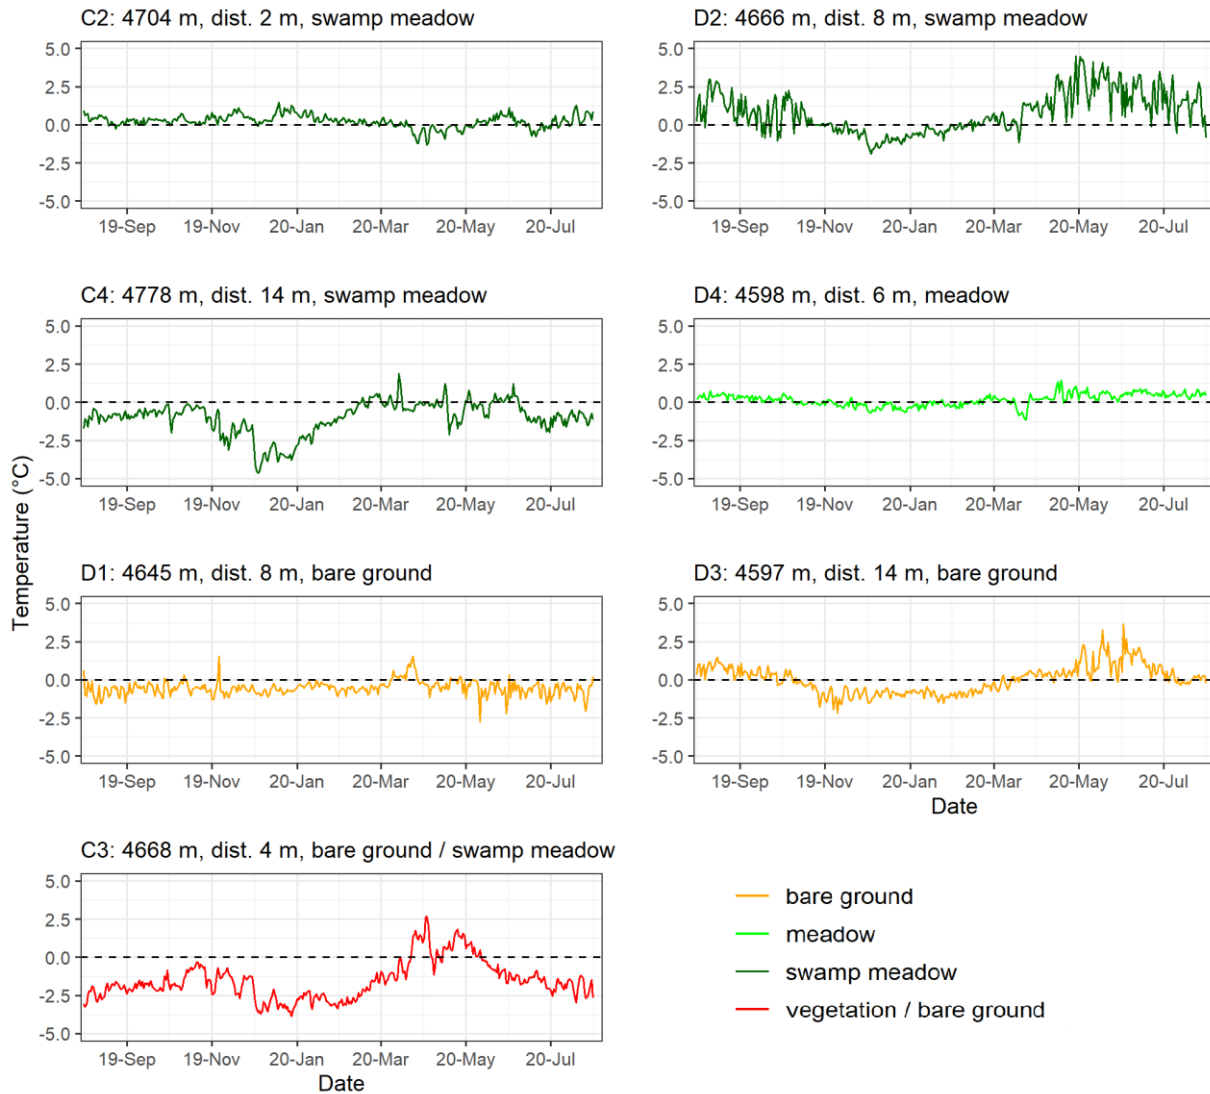 C2: 4704 m, dist. 2 m, swamp meadow
5.0
2.5
0.0
-2.5
-5.0
19-Sep 19-Nov 20-Jan 20-Mar 20-May 20-Jul
D2: 4666 m, dist. 8 m, swamp meadow
5.0
2.5
0.0
-2.5
-5.0
19-Sep 19-Nov 20-Jan 20-Mar 20-May 20-Jul
C4: 4778 m, dist. 14 m, swamp meadow
5.0
2.5
0.0
-2.5
-5.0
19-Sep 19-Nov 20-Jan 20-Mar 20-May 20-Jul
D4: 4598 m, dist. 6 m, meadow
5.0
2.5
0.0
-2.5
-5.0
19-Sep 19-Nov 20-Jan 20-Mar 20-May 20-Jul
Temperature (°C)
D1: 4645 m, dist. 8 m, bare ground
5.0
2.5
0.0
-2.5
-5.0
19-Sep 19-Nov 20-Jan 20-Mar 20-May 20-Jul
D3: 4597 m, dist. 14 m, bare ground
5.0
2.5
0.0
-2.5
-5.0
19-Sep 19-Nov 20-Jan 20-Mar 20-May 20-Jul
Date
C3: 4668 m, dist. 4 m, bare ground / swamp meadow
5.0
2.5
0.0
-2.5
-5.0
19-Sep 19-Nov 20-Jan 20-Mar 20-May 20-Jul
Date
bare ground
meadow
swamp meadow
vegetation / bare ground